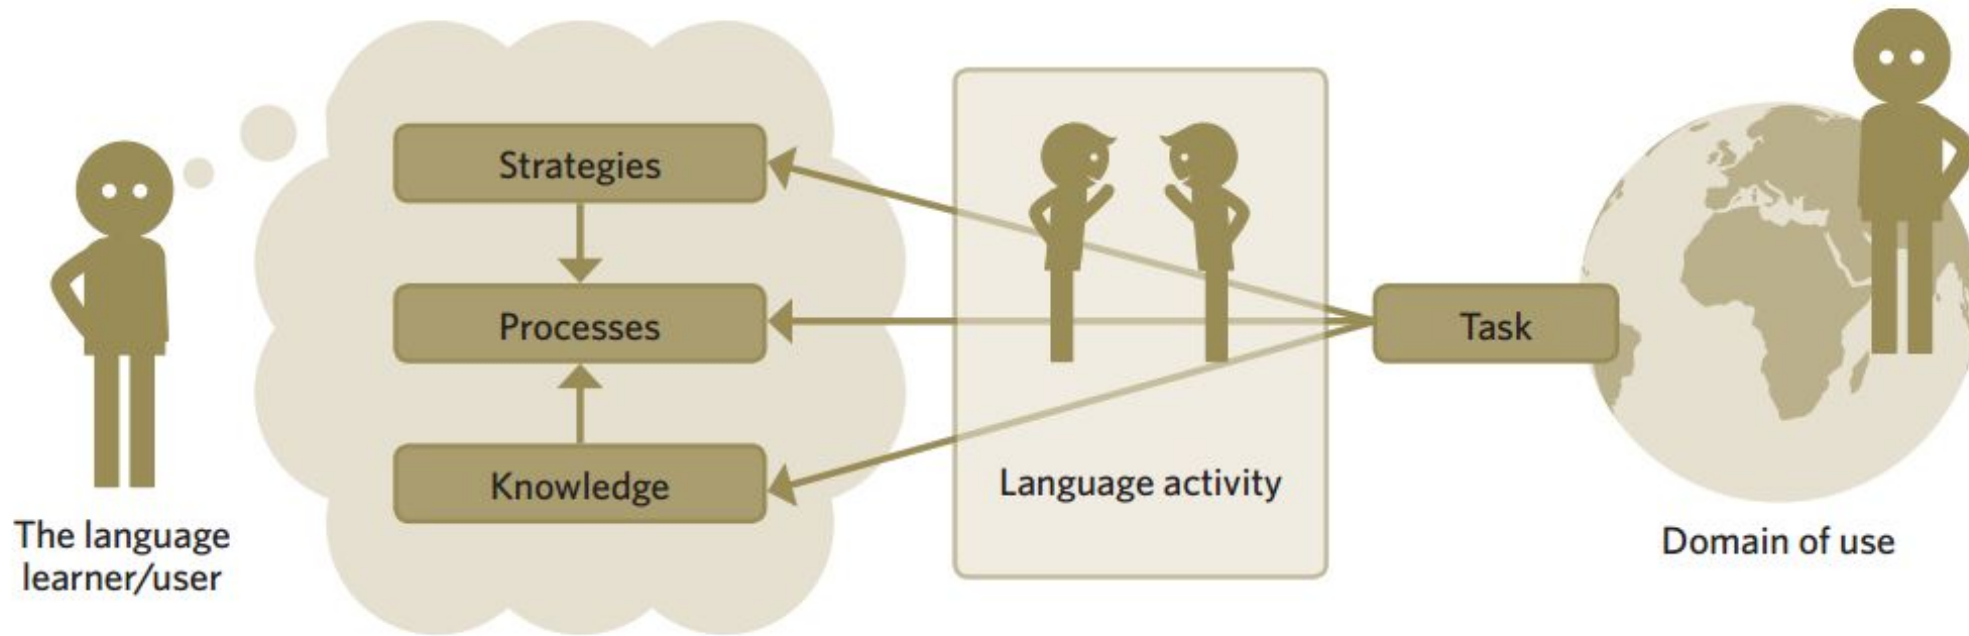 Strategies
Processes
Task
Knowledge
Language activity
The language
learner/user
Domain of use